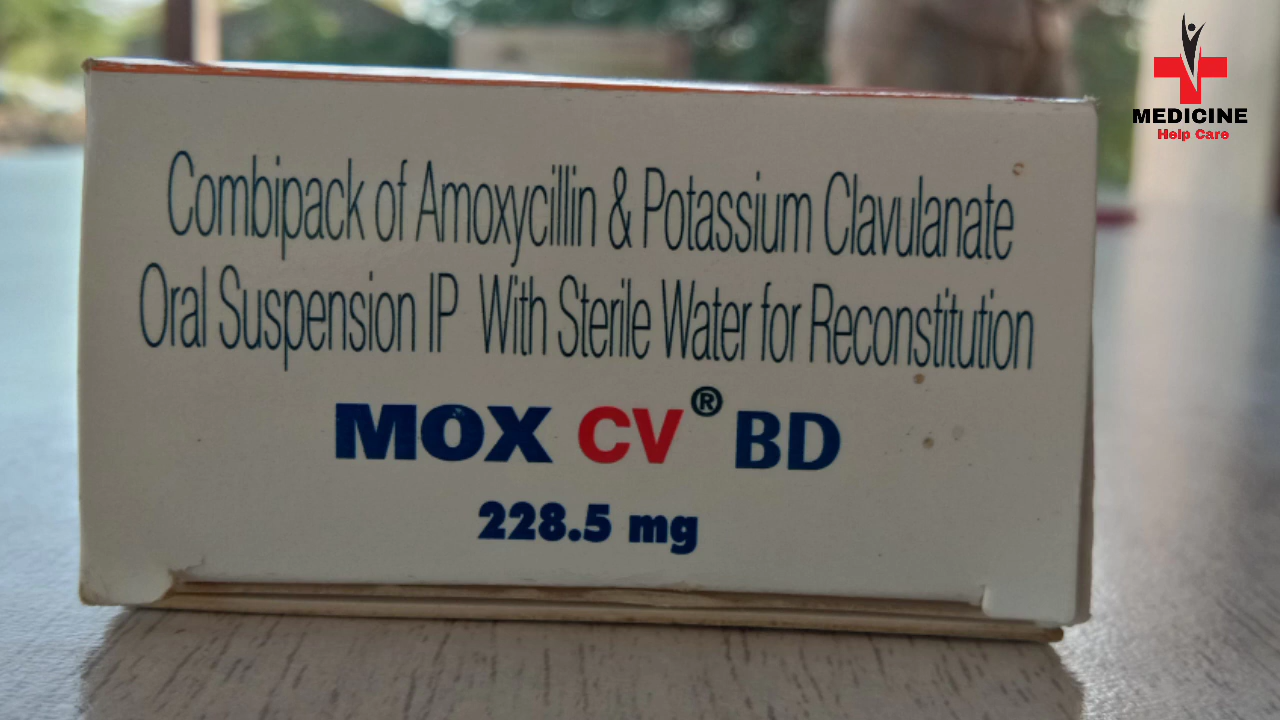 Combipack of Amoxycillin & Potassium Clavulanate
Oral Suspension IP With Sterile Water for Reconstitution
MOX CV® BD
228.5 mg
MEDICINE
Help Care